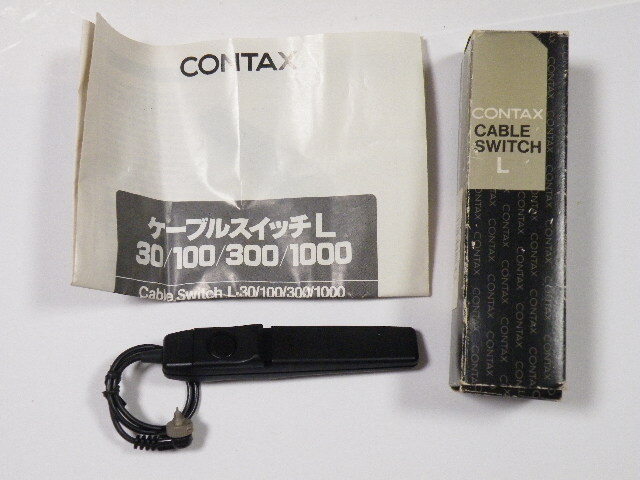 CONTAX
ケーブルスイッチL
30/100/300/1000
Cable Switch L-30/100/300/1000
CONTAX
CABLE
SWITCH
L